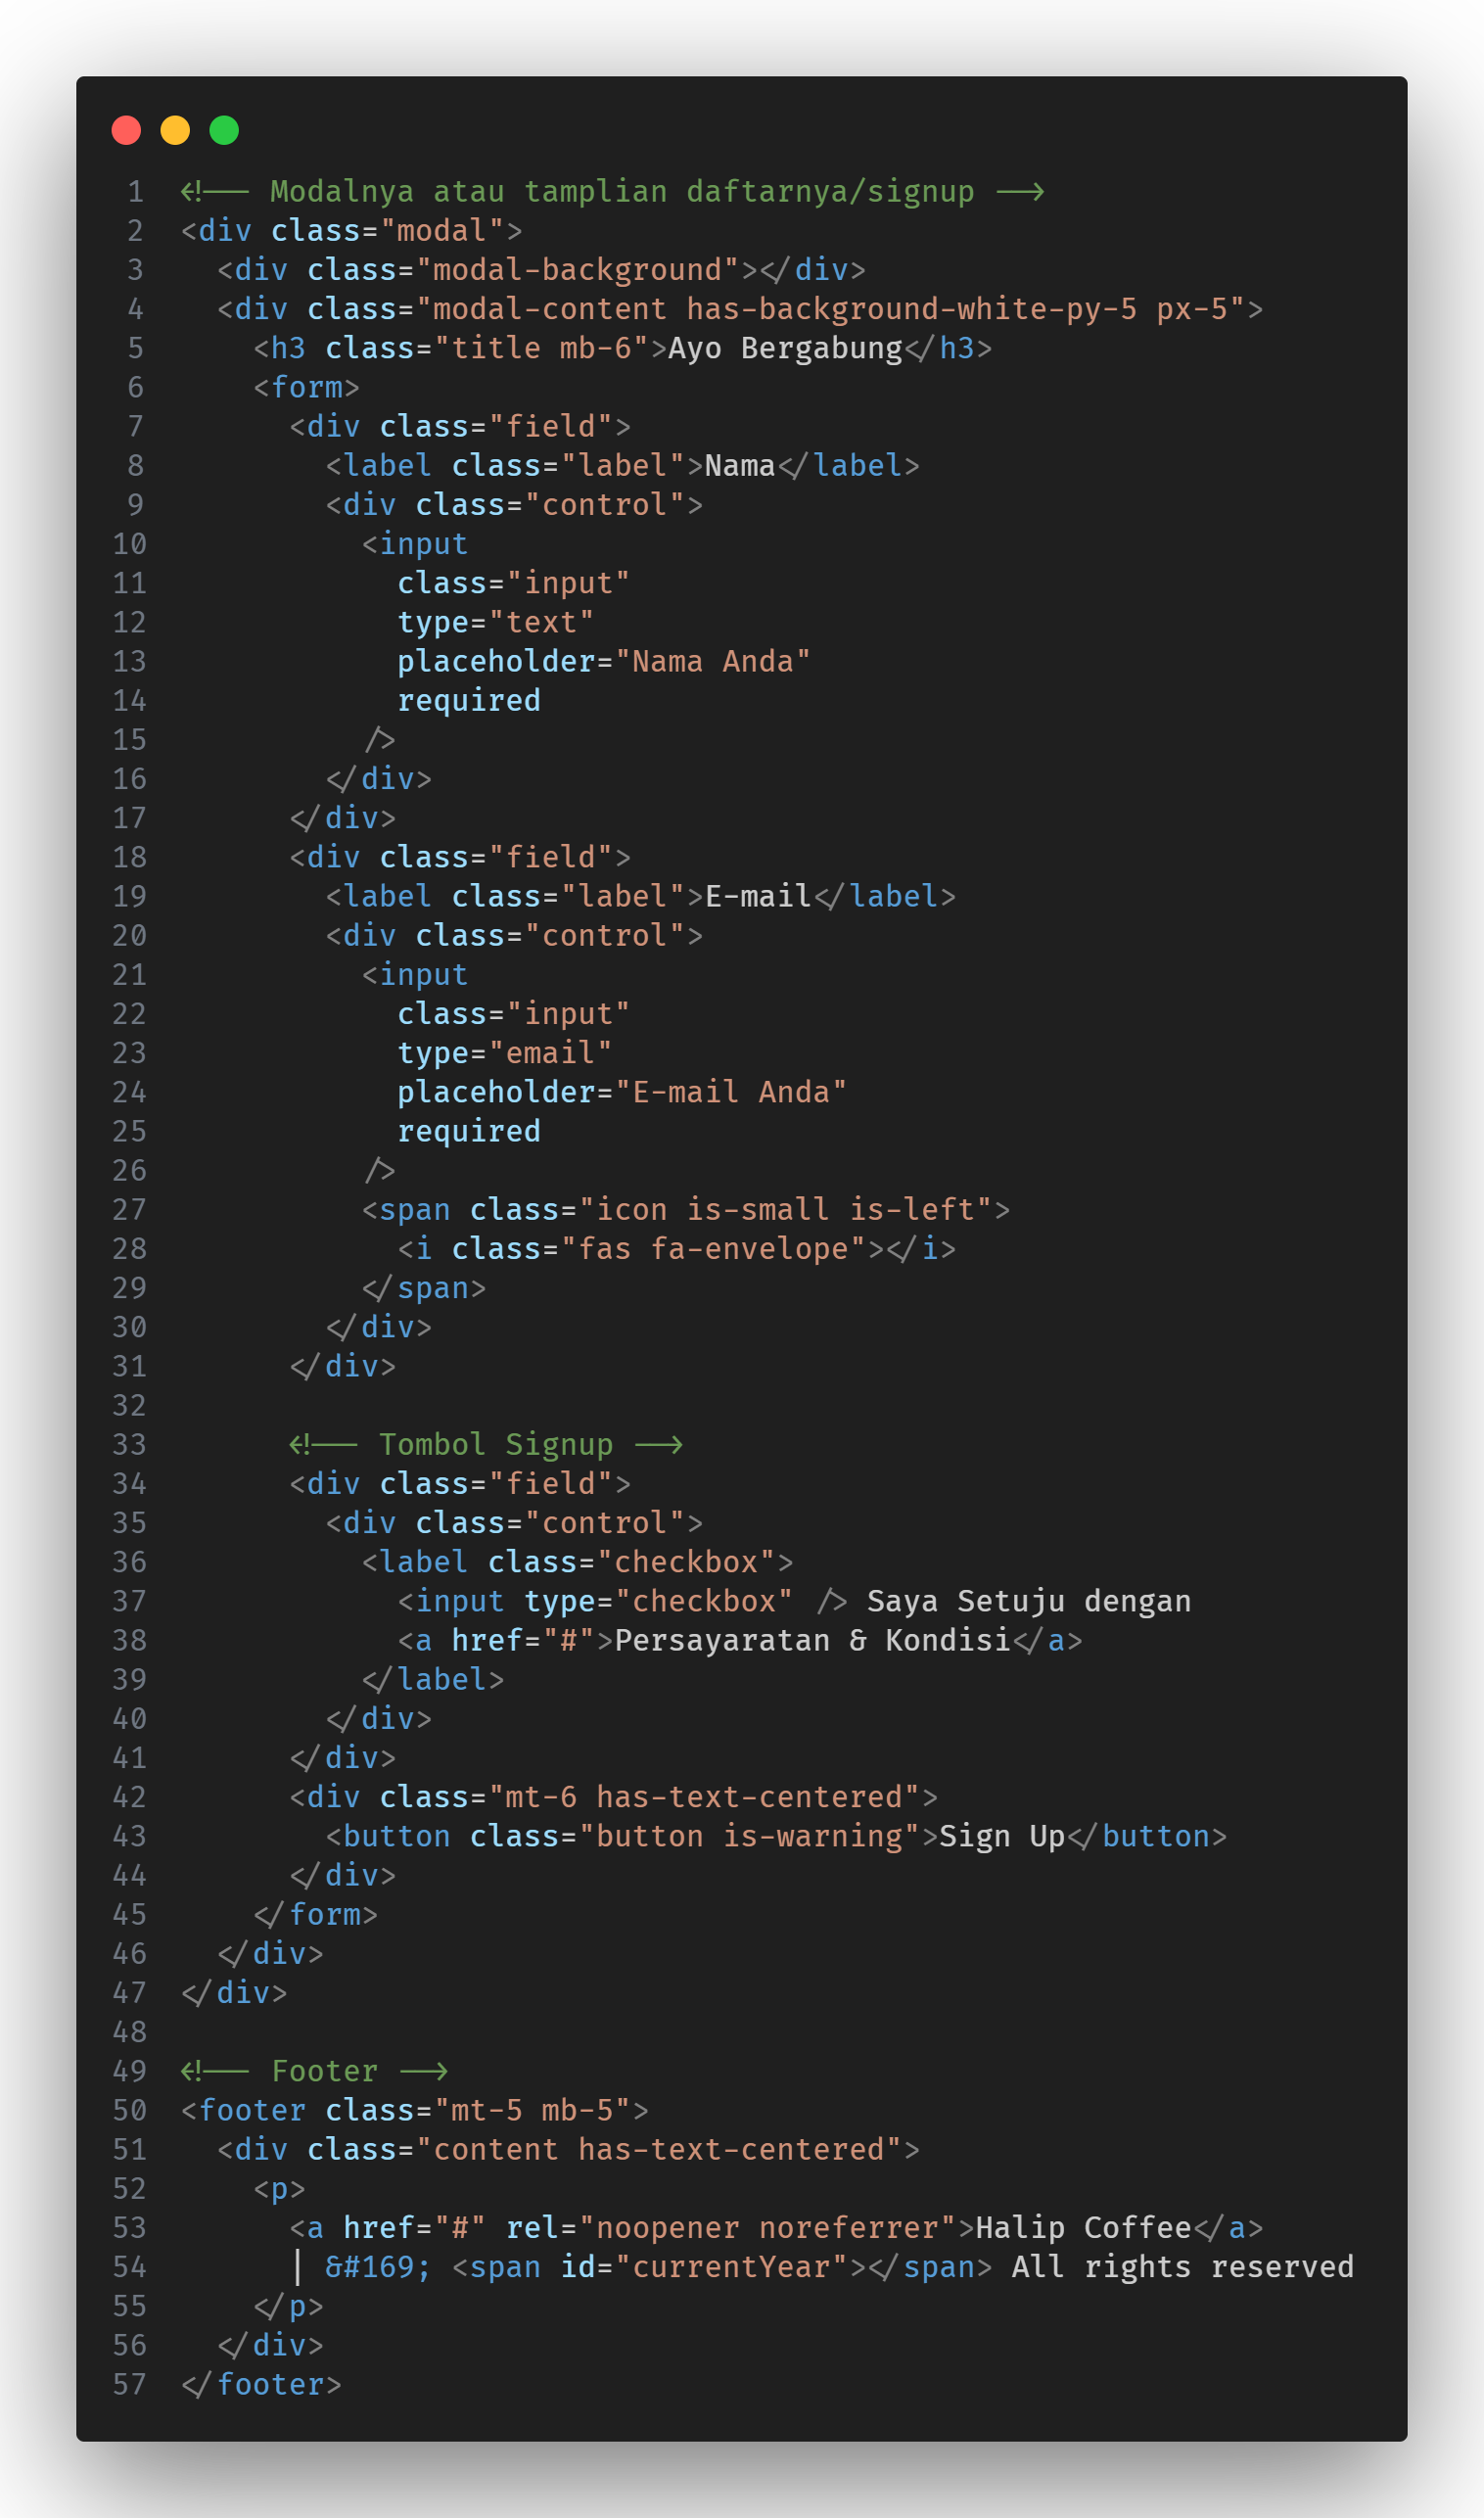 1 <!-- Modalnya atau tamplian daftarnya/signup -->
2 <div class="modal">
3   <div class="modal-background"></div>
4   <div class="modal-content has-background-white-py-5 px-5">
5     <h3 class="title mb-6">Ayo Bergabung</h3>
6     <form>
7       <div class="field">
8         <label class="label">Nama</label>
9         <div class="control">
10           <input
11             class="input"
12             type="text"
13             placeholder="Nama Anda"
14             required
15           />
16         </div>
17       </div>
18       <div class="field">
19         <label class="label">E-mail</label>
20         <div class="control">
21           <input
22             class="input"
23             type="email"
24             placeholder="E-mail Anda"
25             required
26           />
27           <span class="icon is-small is-left">
28             <i class="fas fa-envelope"></i>
29           </span>
30         </div>
31       </div>
32
33       <!-- Tombol Signup -->
34       <div class="field">
35         <div class="control">
36           <label class="checkbox">
37             <input type="checkbox" /> Saya Setuju dengan
38             <a href="#">Persayaratan & Kondisi</a>
39           </label>
40         </div>
41       </div>
42       <div class="mt-6 has-text-centered">
43         <button class="button is-warning">Sign Up</button>
44       </div>
45     </form>
46   </div>
47 </div>
48
49 <!-- Footer -->
50 <footer class="mt-5 mb-5">
51   <div class="content has-text-centered">
52     <p>
53       <a href="#" rel="noopener noreferrer">Halip Coffee</a>
54       | &#169; <span id="currentYear"></span> All rights reserved
55     </p>
56   </div>
57 </footer>